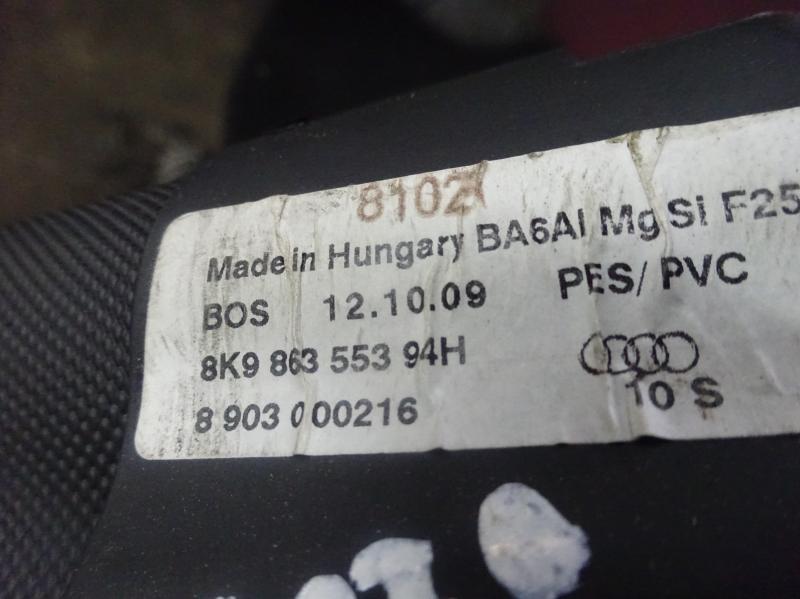 8102
Made in Hungary BA6Al Mg Si F25
BOS 12.10.09 PES/ PVC
8K9 863 553 94H
10 S
8 903 000216